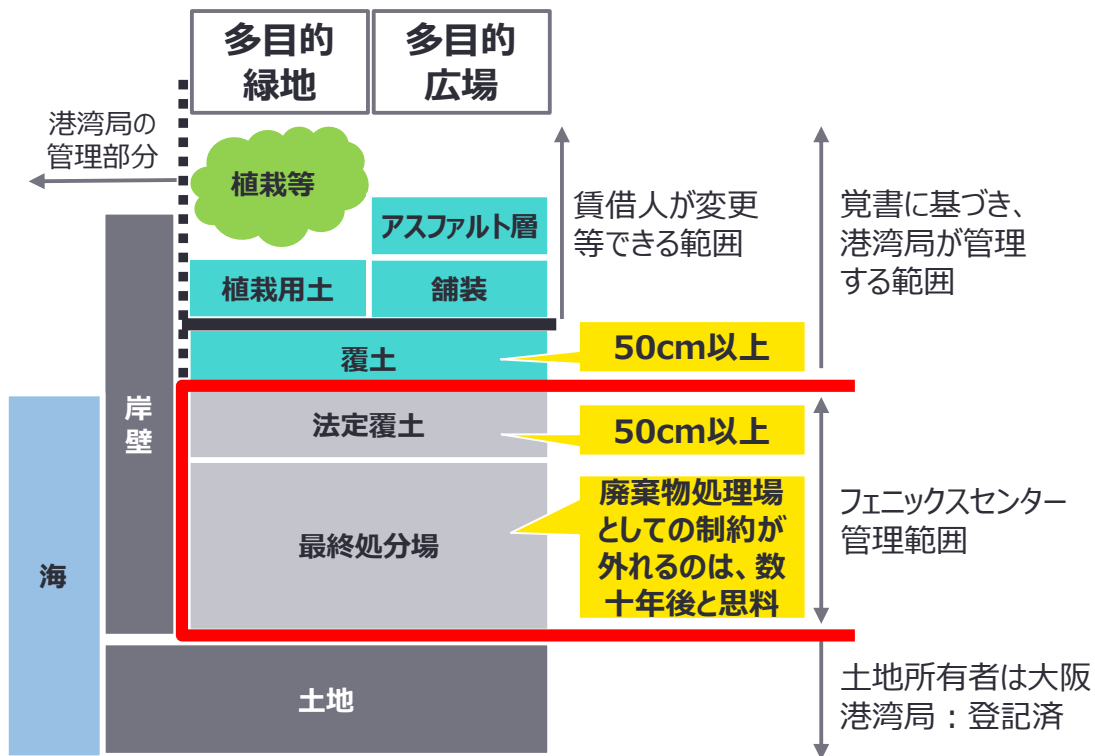 多目的
緑地
多目的
広場
港湾局の
管理部分
植栽等
アスファルト層
植栽用土
舗装
賃借人が変更
等できる範囲
覚書に基づき、
港湾局が管理
する範囲
覆土
50cm以上
法定覆土
50cm以上
最終処分場
廃棄物処理場
としての制約が
外れるのは、数
十年後と思料
フェニックスセンター
管理範囲
岸
壁
海
土地
土地所有者は大阪
港湾局：登記済